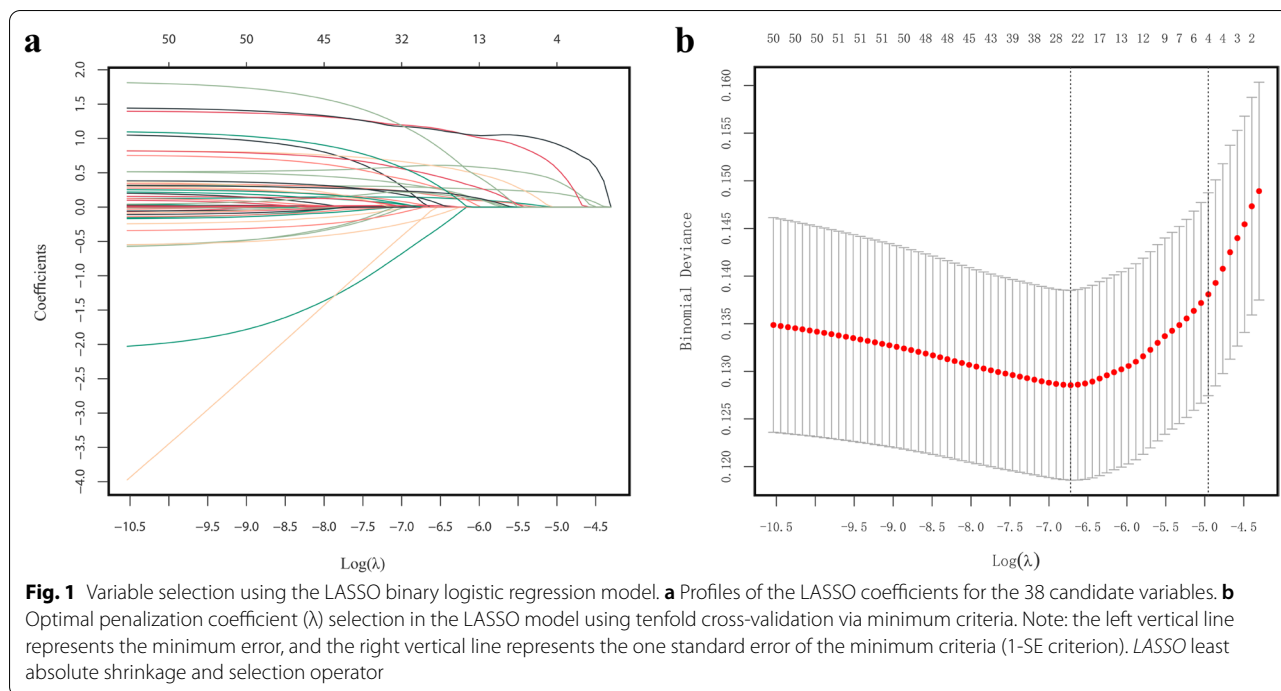 a
50 50 45 32 13 4
2.0
1.5
1.0
0.5
0.0
−0.5
−1.0
−1.5
−2.0
−2.5
−3.0
−3.5
−4.0
Coefficients
−10.5 −9.5 −9.0 −8.5 −8.0 −7.5 −7.0 −6.5 −6.0 −5.5 −5.0 −4.5
Log(λ)
b
50 50 50 51 51 51 50 48 48 45 43 39 38 28 22 17 13 12 9 7 6 4 4 3 2
0.160
0.155
0.150
0.145
0.140
0.135
0.130
0.125
0.120
Binomial Deviance
−10.5 −9.5 −9.0 −8.5 −8.0 −7.5 −7.0 −6.5 −6.0 −5.5 −5.0 −4.5
Log(λ)
Fig. 1 Variable selection using the LASSO binary logistic regression model. a Profiles of the LASSO coefficients for the 38 candidate variables. b
Optimal penalization coefficient (λ) selection in the LASSO model using tenfold cross-validation via minimum criteria. Note: the left vertical line
represents the minimum error, and the right vertical line represents the one standard error of the minimum criteria (1-SE criterion). LASSO least
absolute shrinkage and selection operator